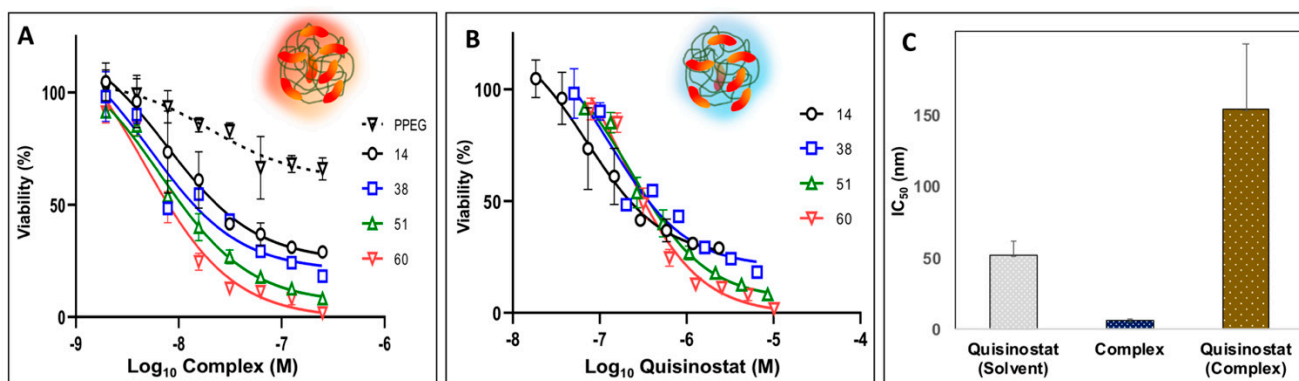 A
Viability (%)
100
50
0
-9
-8
-7
-6
Log₁₀ Complex (M)
PPEG
14
38
51
60
B
Viability (%)
100
50
0
-8
-7
-6
-5
-4
Log₁₀ Quisinostat (M)
14
38
51
60
C
IC₅₀ (nm)
150
100
50
0
Quisinostat
(Solvent)
Complex
Quisinostat
(Complex)